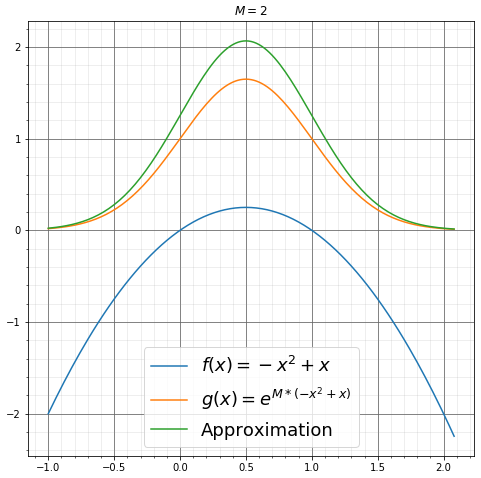 M = 2
2
1
0
−1
−2
f(x) = −x² + x
g(x) = e^{M*(−x²+x)}
Approximation
−1.0 −0.5 0.0 0.5 1.0 1.5 2.0